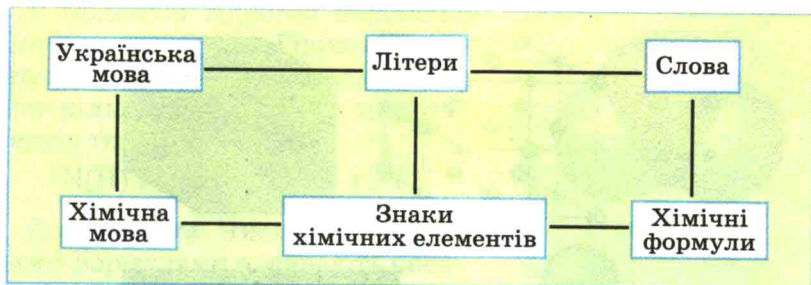 Українська
мова
Літери
Слова
Хімічна
мова
Знаки
хімічних елементів
Хімічні
формули